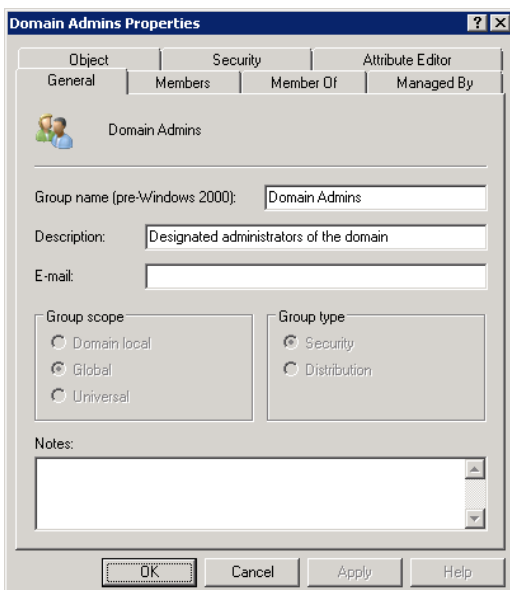 Domain Admins Properties
Object Security Attribute Editor
General Members Member Of Managed By
Domain Admins
Group name (pre-Windows 2000): Domain Admins
Description: Designated administrators of the domain
E-mail:
Group scope Group type
Domain local Security
Global Distribution
Universal
Notes:
OK Cancel Apply Help